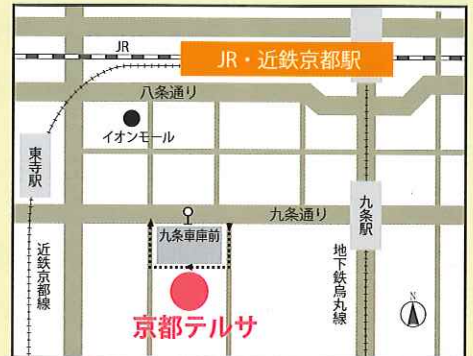 JR
JR・近鉄京都駅
八条通り
イオンモール
東寺駅
九条通り
九条駅
九条車庫前
近鉄京都線
地下鉄烏丸線
N
京都テルサ